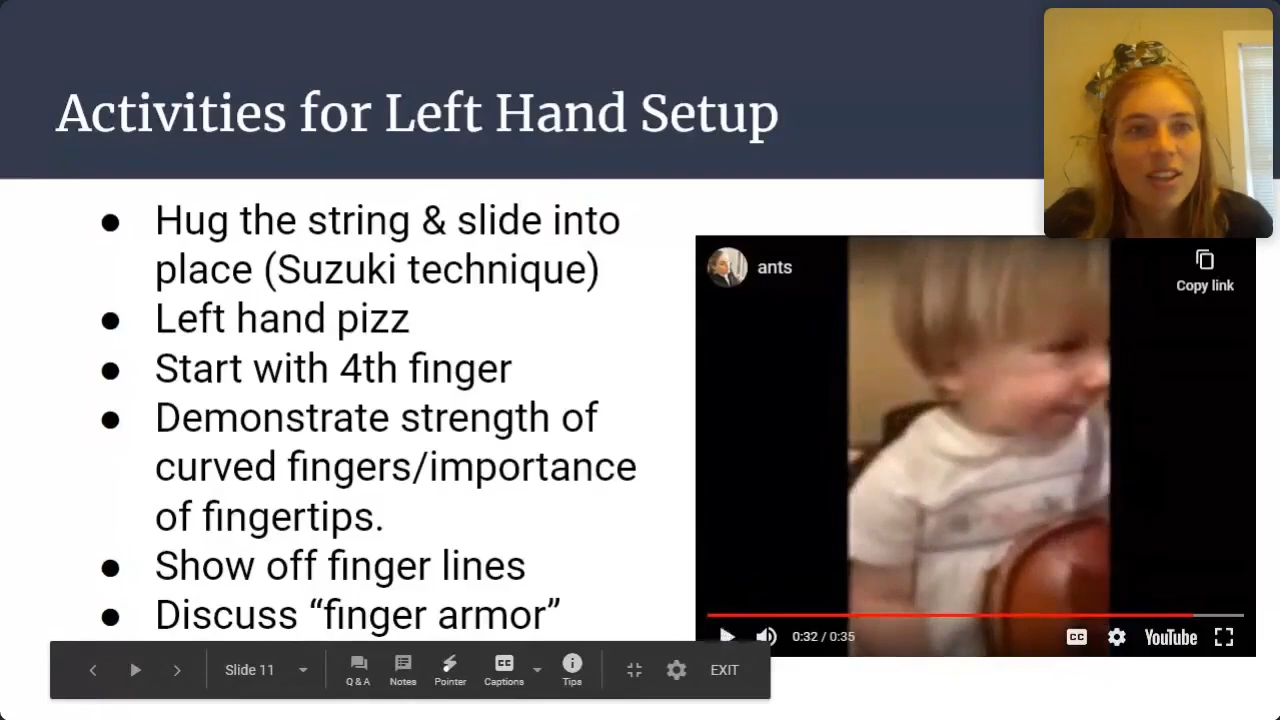 Activities for Left Hand Setup
● Hug the string & slide into
place (Suzuki technique)
● Left hand pizz
● Start with 4th finger
● Demonstrate strength of
curved fingers/importance
of fingertips.
● Show off finger lines
● Discuss “finger armor”
ants
Copy link
0:32 / 0:35
CC
YouTube
Slide 11
Q & A
Notes
Pointer
CC
Captions
Tips
EXIT